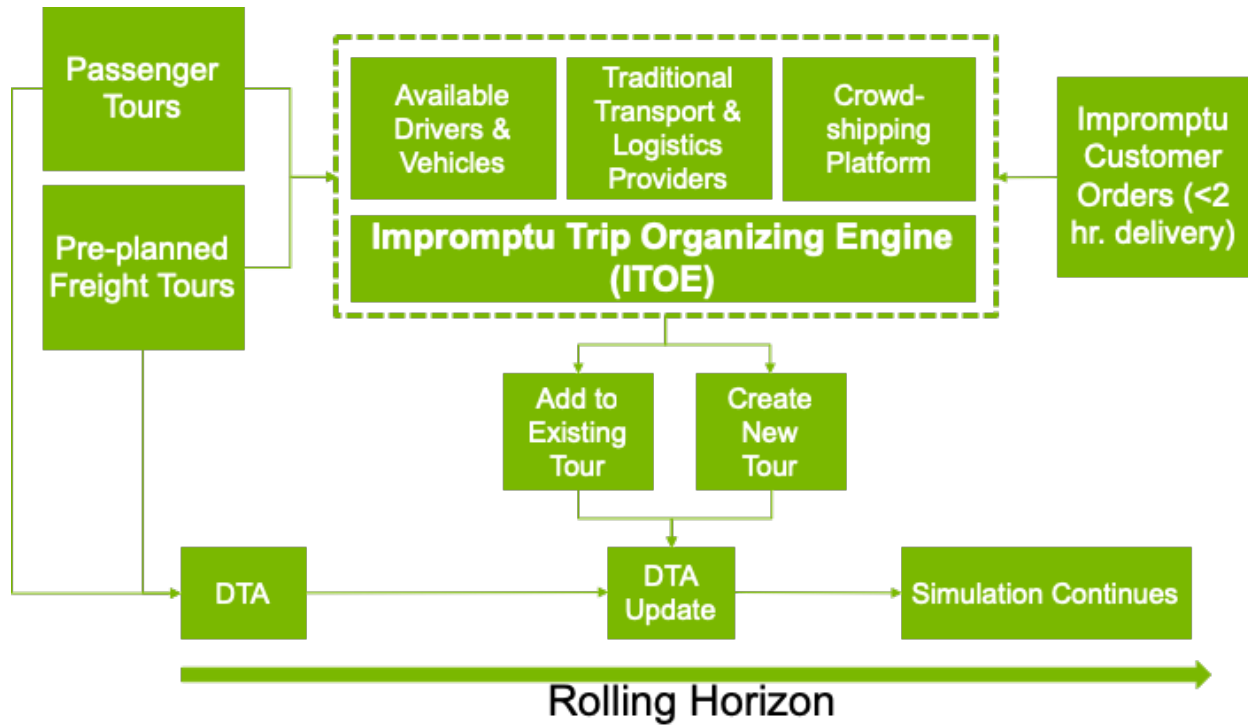 Passenger
Tours
Pre-planned
Freight Tours
Available
Drivers &
Vehicles
Traditional
Transport &
Logistics
Providers
Crowd-
shipping
Platform
Impromptu Trip Organizing Engine
(ITOE)
Impromptu
Customer
Orders (<2
hr. delivery)
Add to
Existing
Tour
Create
New
Tour
DTA
DTA
Update
Simulation Continues
Rolling Horizon